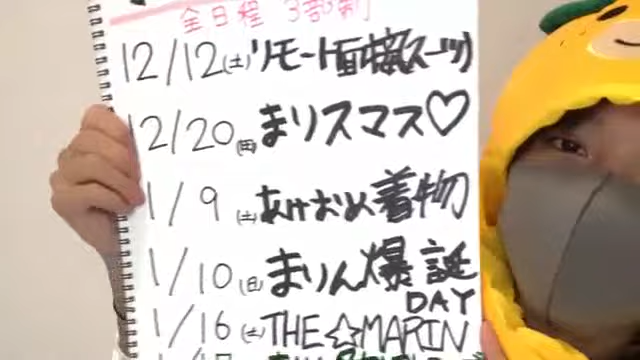 全日程 3部制
12/12(土)リモート面接(スーツ)
12/20(日)まりスマス♡
1/9(土)あけおめ着物
1/10(日)まりん爆誕
DAY
1/16(土)THE☆MARIN